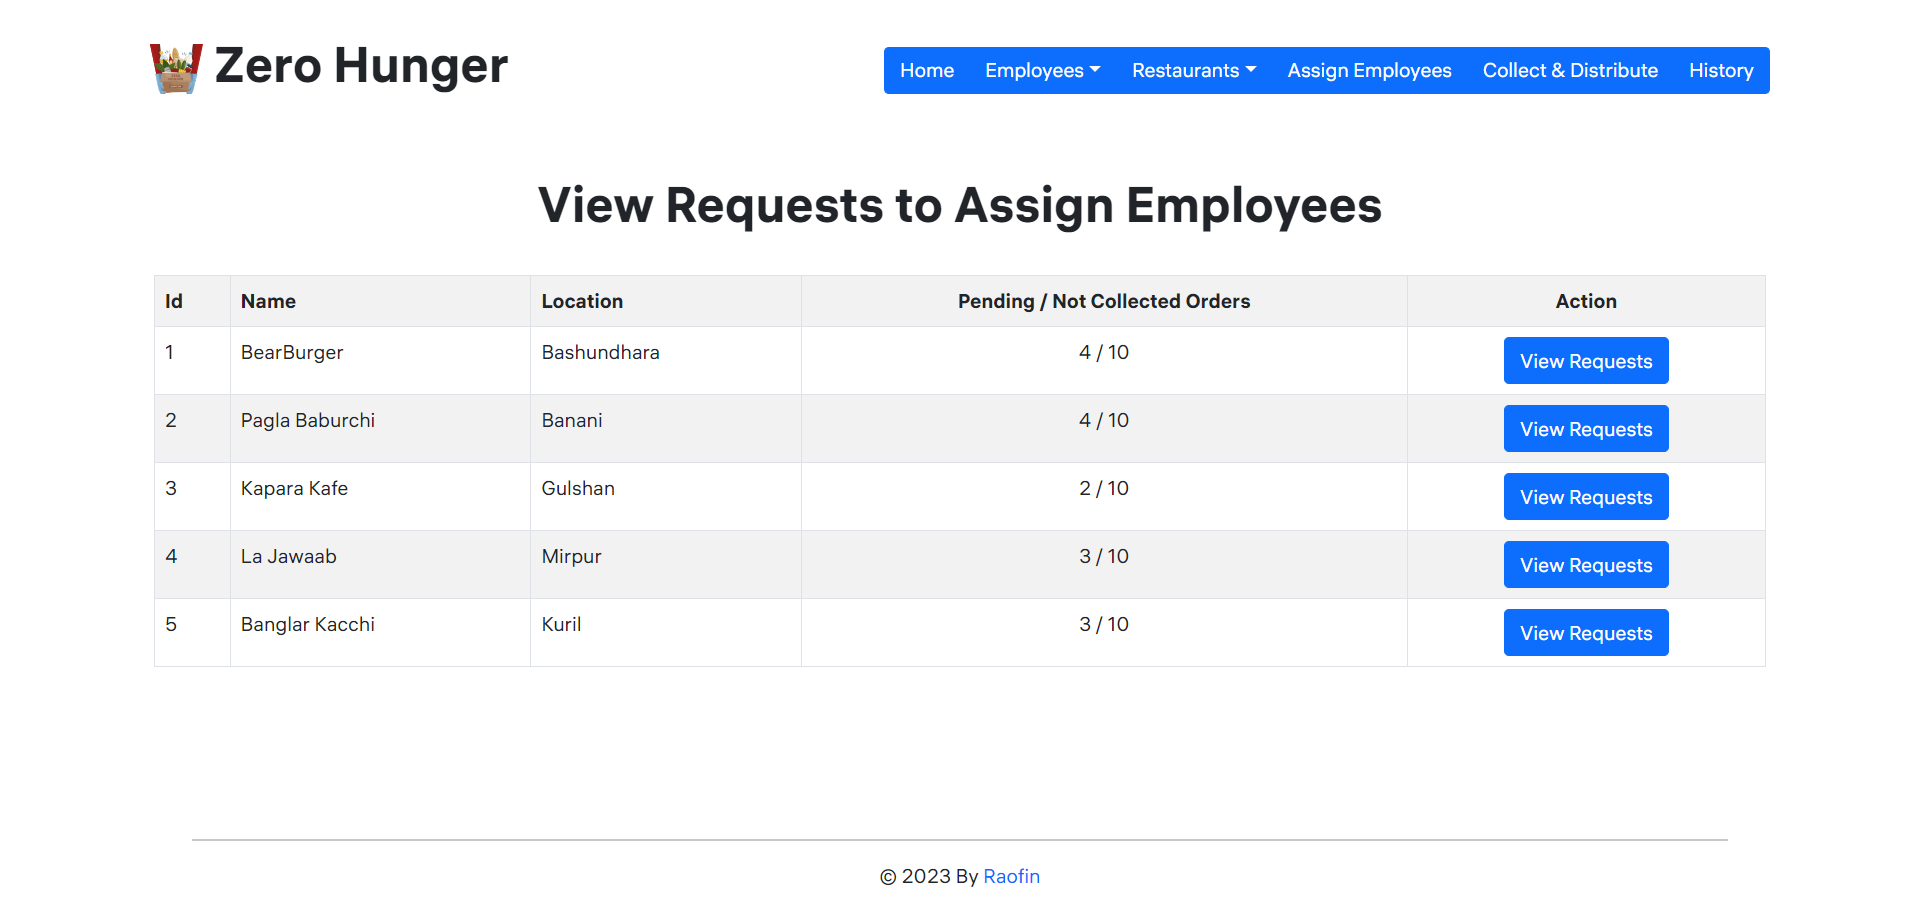 Zero Hunger
Home Employees Restaurants Assign Employees Collect & Distribute History
View Requests to Assign Employees
Id Name Location Pending / Not Collected Orders Action
1 BearBurger Bashundhara 4 / 10 View Requests
2 Pagla Baburchi Banani 4 / 10 View Requests
3 Kapara Kafe Gulshan 2 / 10 View Requests
4 La Jawaab Mirpur 3 / 10 View Requests
5 Banglar Kacchi Kuril 3 / 10 View Requests
© 2023 By Raofin